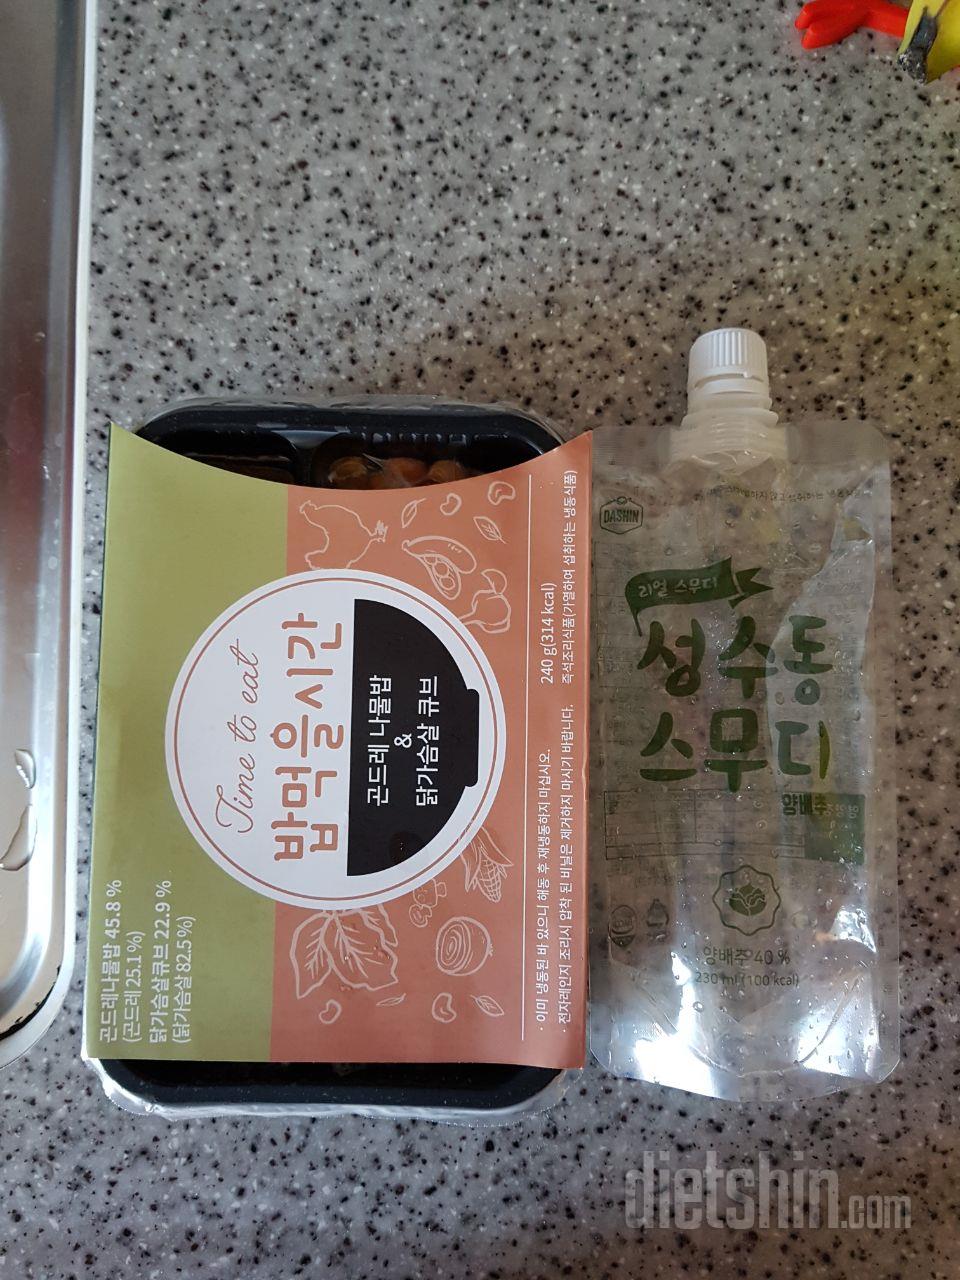 곤드레나물밥 45.8 %
(곤드레 25.1 %)
닭가슴살큐브 22.9 %
(닭가슴살 82.5%)
Time to eat
밥먹을시간
곤드레 나물밥
&
닭가슴살 큐브
240 g(314 kcal)
· 이미 냉동된 바 있으니 해동 후 재냉동하지 마십시오.
즉석조리식품(가열하여 섭취하는 냉동식품)
· 전자레인지 조리시 압착 된 비닐은 제거하지 마시기 바랍니다.
DASHIN
리얼 스무디
성수동
스무디
양배추
양배추 40 %
230 ml (100 kcal)
dietshin.com